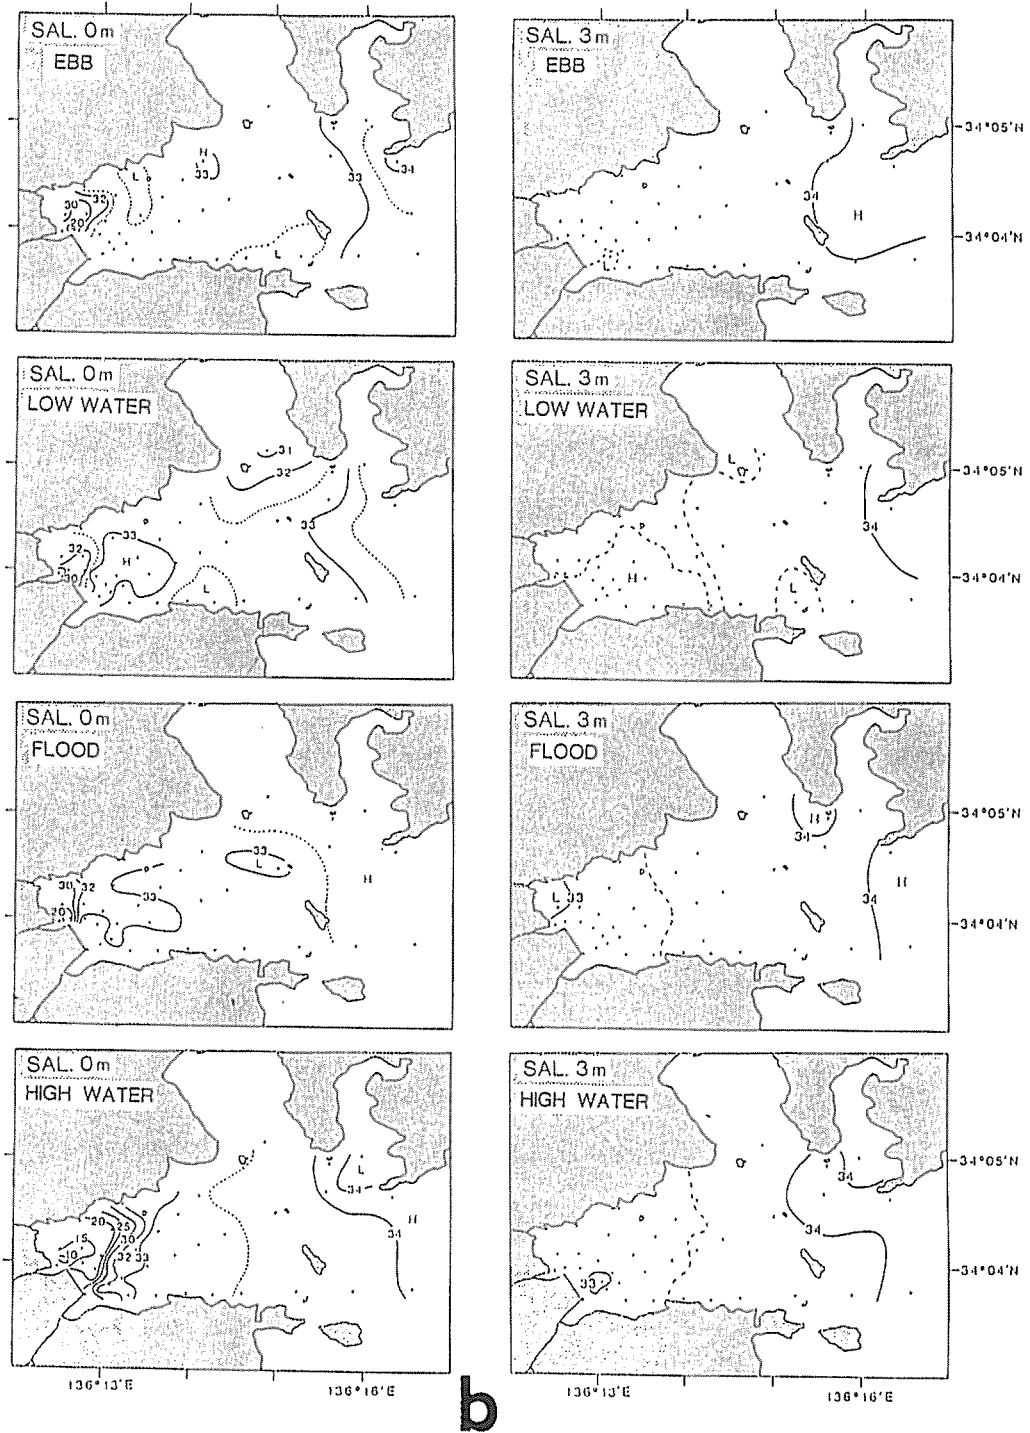 SAL. 0m
EBB
H
33
L
32
30
20
33
34
L
SAL. 3m
EBB
34°05'N
34
H
34°04'N
L
SAL. 0m
LOW WATER
31
32
33
33
32
H
30
L
SAL. 3m
LOW WATER
L
34°05'N
34
H
L
34°04'N
SAL. 0m
FLOOD
33
L
H
30
32
33
20
SAL. 3m
FLOOD
34°05'N
H
34
H
L
33
34
34°04'N
SAL. 0m
HIGH WATER
L
34
H
20
25
15
30
34
10
32
33
SAL. 3m
HIGH WATER
34°05'N
34
34
34°04'N
33
136°13'E
136°16'E
136°13'E
136°16'E
b